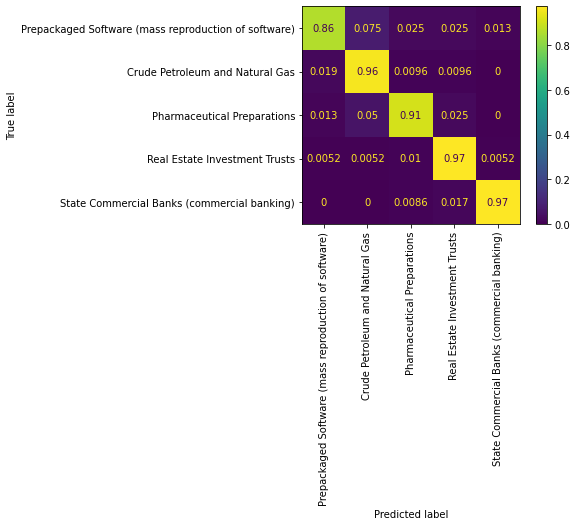 Prepackaged Software (mass reproduction of software) 0.86 0.075 0.025 0.025 0.013
Crude Petroleum and Natural Gas 0.019 0.96 0.0096 0.0096 0
Pharmaceutical Preparations 0.013 0.05 0.91 0.025 0
Real Estate Investment Trusts 0.0052 0.0052 0.01 0.97 0.0052
State Commercial Banks (commercial banking) 0 0 0.0086 0.017 0.97
True label
0.8
0.6
0.4
0.2
0.0
Prepackaged Software (mass reproduction of software)
Crude Petroleum and Natural Gas
Pharmaceutical Preparations
Real Estate Investment Trusts
State Commercial Banks (commercial banking)
Predicted label